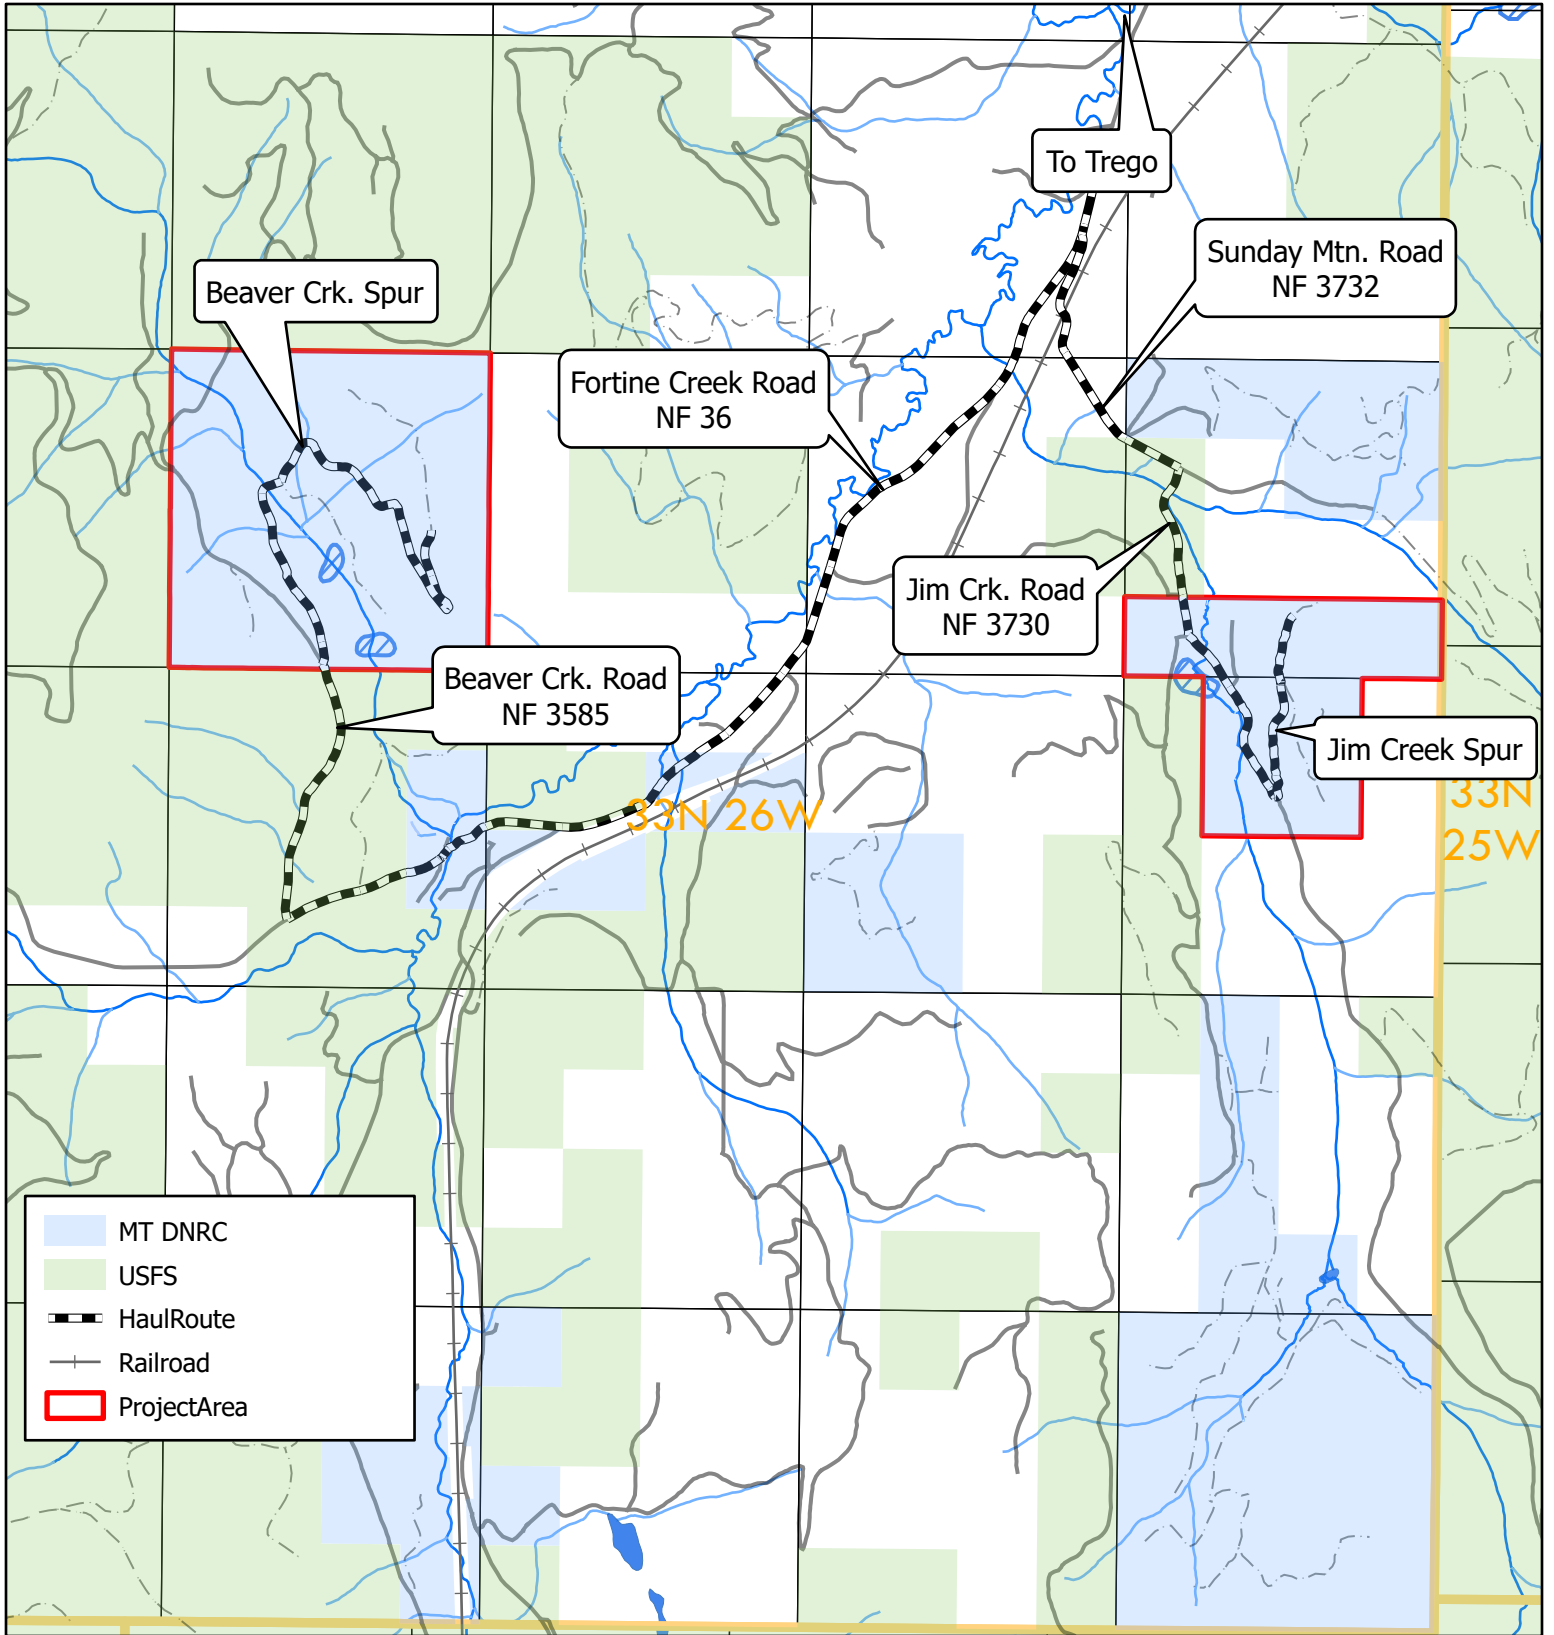 To Trego
Sunday Mtn. Road
NF 3732
Beaver Crk. Spur
Fortine Creek Road
NF 36
Jim Crk. Road
NF 3730
Beaver Crk. Road
NF 3585
Jim Creek Spur
33N 26W
33N
25W
MT DNRC
USFS
HaulRoute
Railroad
ProjectArea